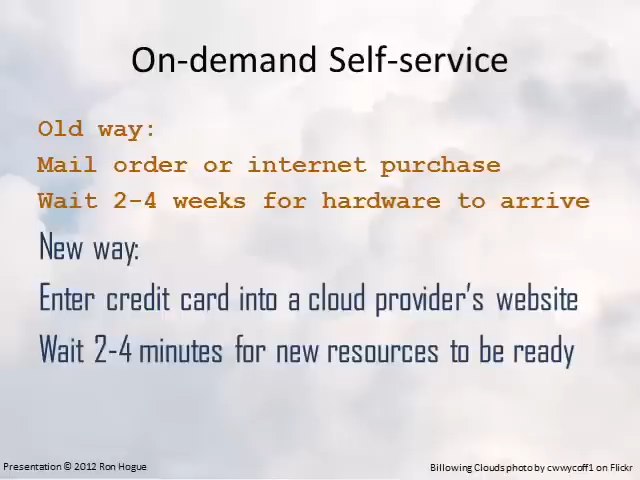 On-demand Self-service
Old way:
Mail order or internet purchase
Wait 2-4 weeks for hardware to arrive
New way:
Enter credit card into a cloud provider’s website
Wait 2-4 minutes for new resources to be ready
Presentation © 2012 Ron Hogue
Billowing Clouds photo by cwwycoff1 on Flickr